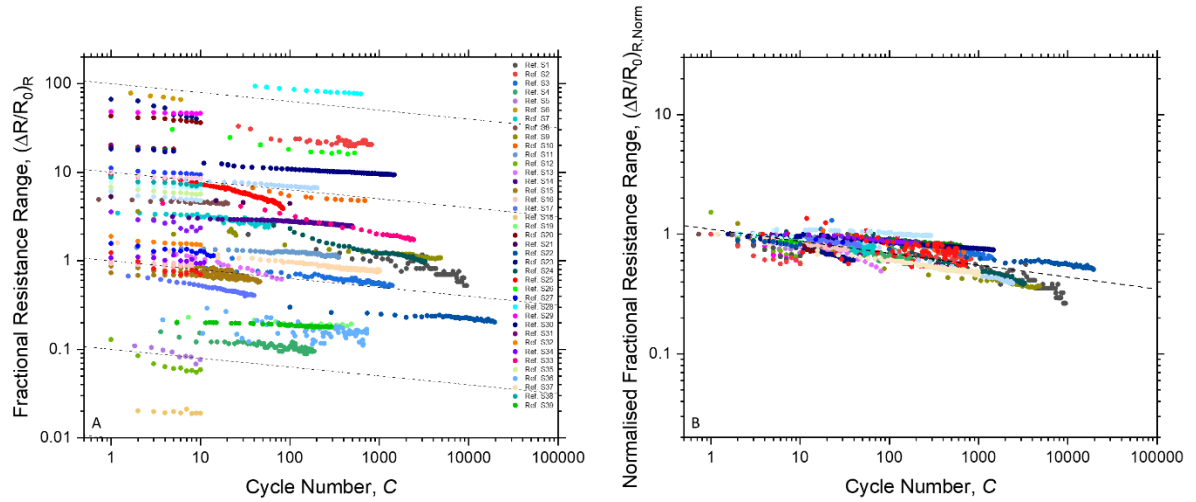 Fractional Resistance Range, (ΔR/R0)R
100
10
1
0.1
0.01
A
Ref. S1
Ref. S2
Ref. S3
Ref. S4
Ref. S5
Ref. S6
Ref. S7
Ref. S8
Ref. S9
Ref. S10
Ref. S11
Ref. S12
Ref. S13
Ref. S14
Ref. S15
Ref. S16
Ref. S17
Ref. S18
Ref. S19
Ref. S20
Ref. S21
Ref. S22
Ref. S23
Ref. S24
Ref. S25
Ref. S26
Ref. S27
Ref. S28
Ref. S29
Ref. S30
Ref. S31
Ref. S32
Ref. S34
Ref. S33
Ref. S35
Ref. S36
Ref. S37
Ref. S38
Ref. S39
1 10 100 1000 10000 100000
Cycle Number, C
Normalised Fractional Resistance Range, (ΔR/R0)R,Norm
10
1
0.1
B
1 10 100 1000 10000 100000
Cycle Number, C